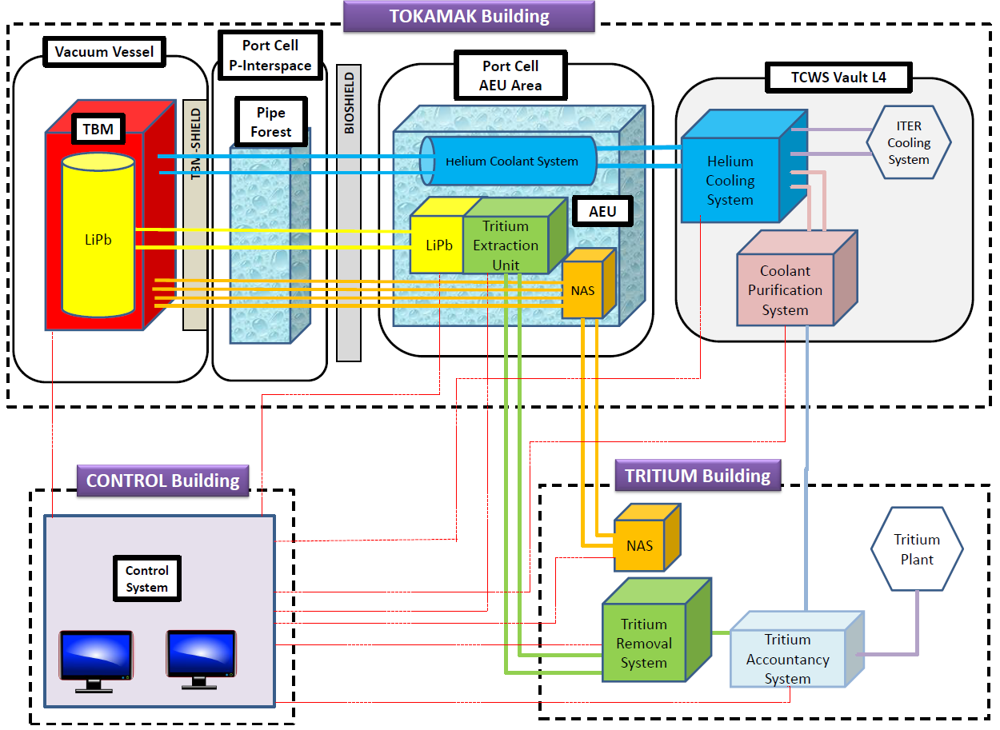 TOKAMAK Building
Vacuum Vessel
Port Cell
P-Interspace
Port Cell
AEU Area
TCWS Vault L4
TBM
TBM-SHIELD
Pipe
Forest
BIOSHIELD
Helium Coolant System
Helium
Cooling
System
ITER
Cooling
System
AEU
LiPb
LiPb
Tritium
Extraction
Unit
NAS
Coolant
Purification
System
CONTROL Building
TRITIUM Building
Control
System
NAS
Tritium
Plant
Tritium
Removal
System
Tritium
Accountancy
System